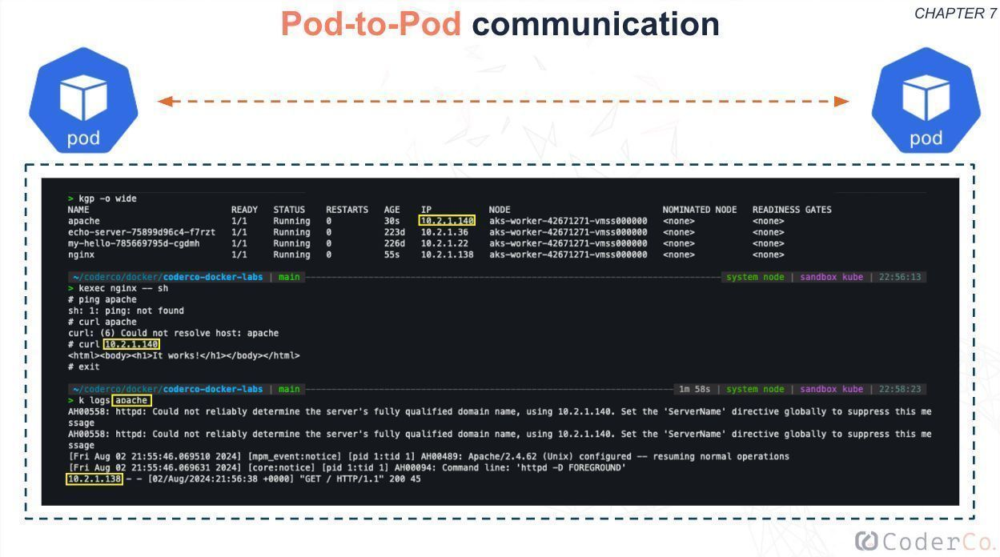 CHAPTER 7
Pod-to-Pod communication
pod
pod
> kgp -o wide
NAME READY STATUS RESTARTS AGE IP NODE NOMINATED NODE READINESS GATES
apache 1/1 Running 0 30s 10.2.1.140 aks-worker-42671271-vmss000000 <none> <none>
echo-server-75899d96c4-f7rzt 1/1 Running 0 223d 10.2.1.36 aks-worker-42671271-vmss000000 <none> <none>
my-hello-785669795d-cgdmh 1/1 Running 0 226d 10.2.1.22 aks-worker-42671271-vmss000000 <none> <none>
nginx 1/1 Running 0 55s 10.2.1.138 aks-worker-42671271-vmss000000 <none> <none>
~/coderco/docker/coderco-docker-labs | main system node | sandbox kube | 22:56:13
> kexec nginx -- sh
# ping apache
sh: 1: ping: not found
# curl apache
curl: (6) Could not resolve host: apache
# curl 10.2.1.140
<html><body><h1>It works!</h1></body></html>
# exit
~/coderco/docker/coderco-docker-labs | main 1m 58s | system node | sandbox kube | 22:58:23
> k logs apache
AH00558: httpd: Could not reliably determine the server's fully qualified domain name, using 10.2.1.140. Set the 'ServerName' directive globally to suppress this me
ssage
AH00558: httpd: Could not reliably determine the server's fully qualified domain name, using 10.2.1.140. Set the 'ServerName' directive globally to suppress this me
ssage
[Fri Aug 02 21:55:46.069510 2024] [mpm_event:notice] [pid 1:tid 1] AH00489: Apache/2.4.62 (Unix) configured -- resuming normal operations
[Fri Aug 02 21:55:46.069631 2024] [core:notice] [pid 1:tid 1] AH00094: Command line: 'httpd -D FOREGROUND'
10.2.1.138 - - [02/Aug/2024:21:56:38 +0000] "GET / HTTP/1.1" 200 45
CoderCo.